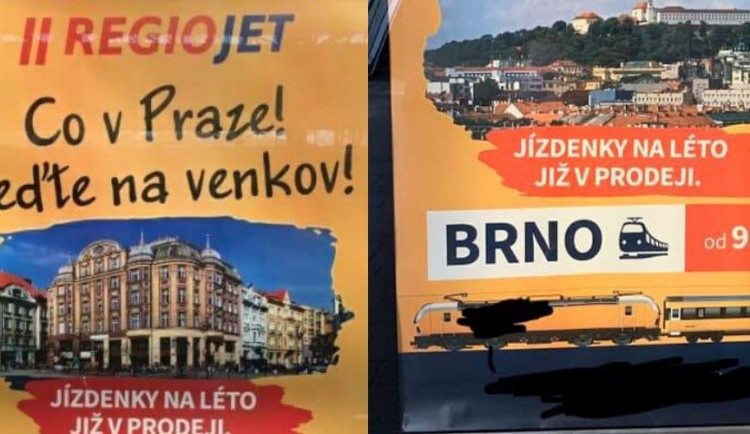 REGIOJET
Co v Praze!
eďte na venkov!
JÍZDENKY NA LÉTO
JIŽ V PRODEJI.
JÍZDENKY NA LÉTO
JIŽ V PRODEJI.
BRNO
od 9